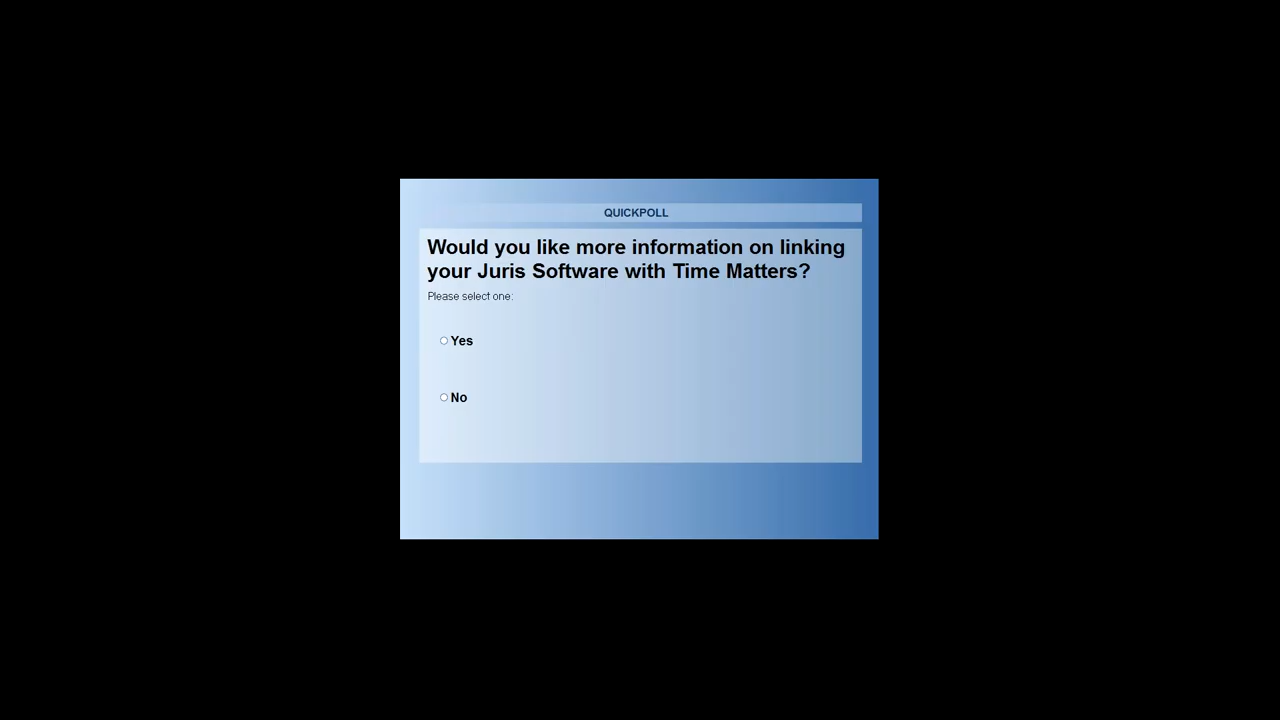 QUICKPOLL
Would you like more information on linking
your Juris Software with Time Matters?
Please select one:
Yes
No